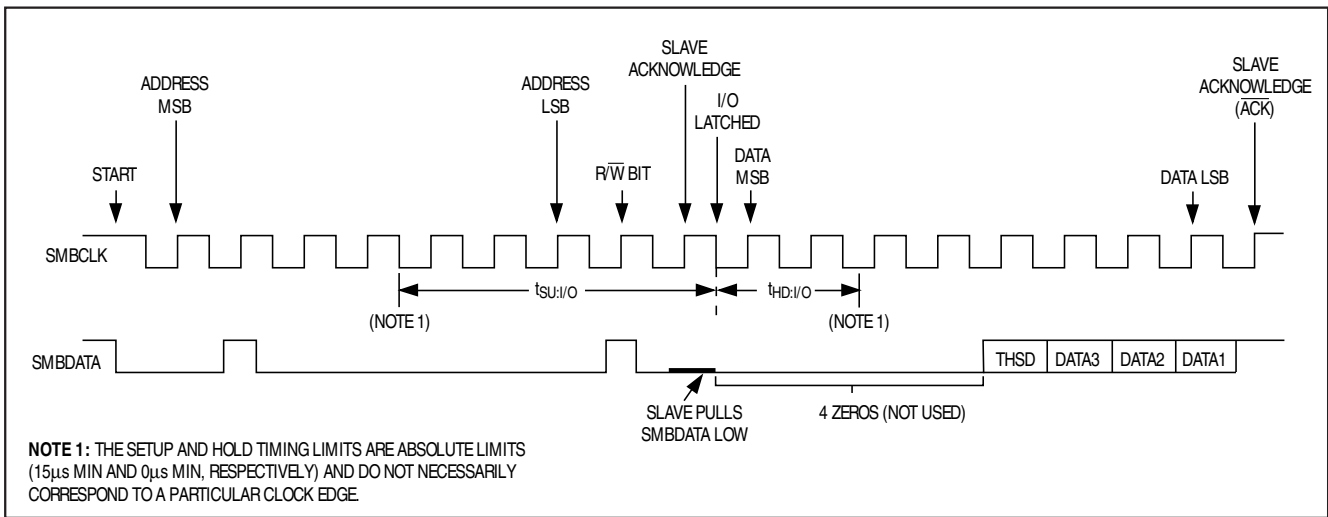 SLAVE
ACKNOWLEDGE
SLAVE
ACKNOWLEDGE
(ACK)
ADDRESS
MSB
ADDRESS
LSB
I/O
LATCHED
START
R/W BIT
DATA
MSB
DATA LSB
SMBCLK
tSU:I/O
tHD:I/O
(NOTE 1)
(NOTE 1)
SMBDATA
THSD
DATA3
DATA2
DATA1
SLAVE PULLS
SMBDATA LOW
4 ZEROS (NOT USED)
NOTE 1: THE SETUP AND HOLD TIMING LIMITS ARE ABSOLUTE LIMITS
(15µs MIN AND 0µs MIN, RESPECTIVELY) AND DO NOT NECESSARILY
CORRESPOND TO A PARTICULAR CLOCK EDGE.